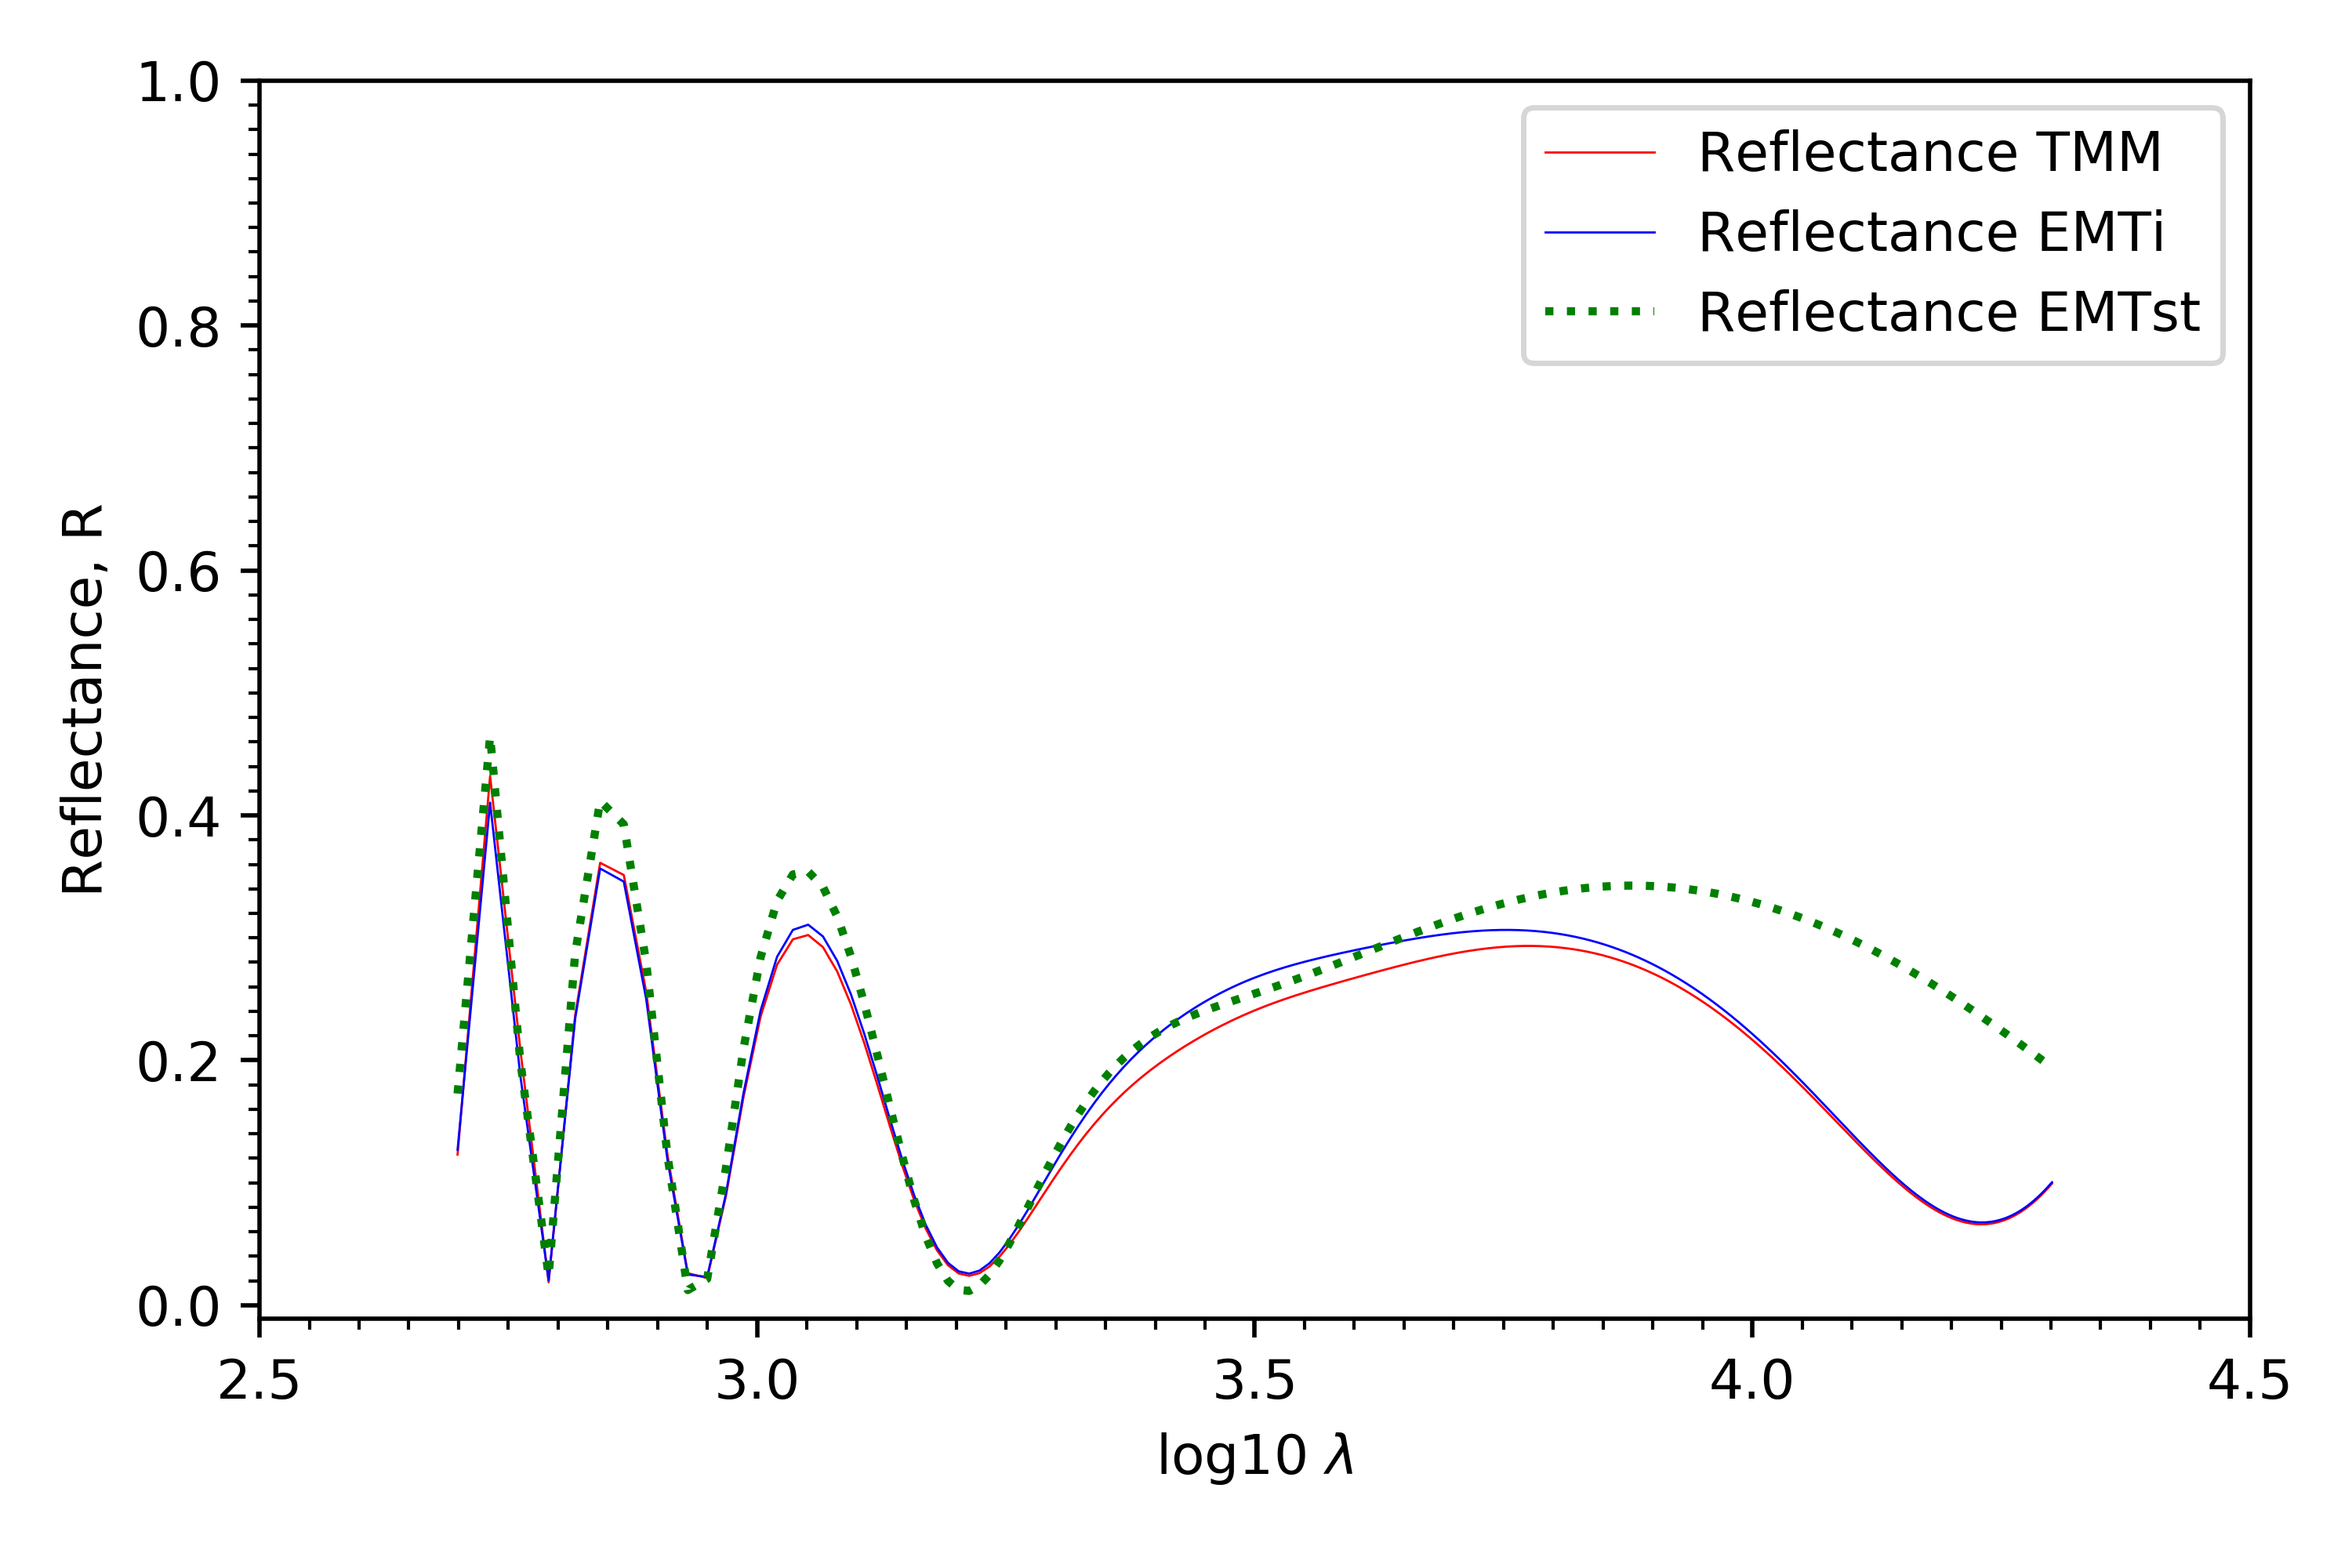 Reflectance TMM
Reflectance EMTi
Reflectance EMTst
Reflectance, R
1.0
0.8
0.6
0.4
0.2
0.0
2.5 3.0 3.5 4.0 4.5
log10 λ